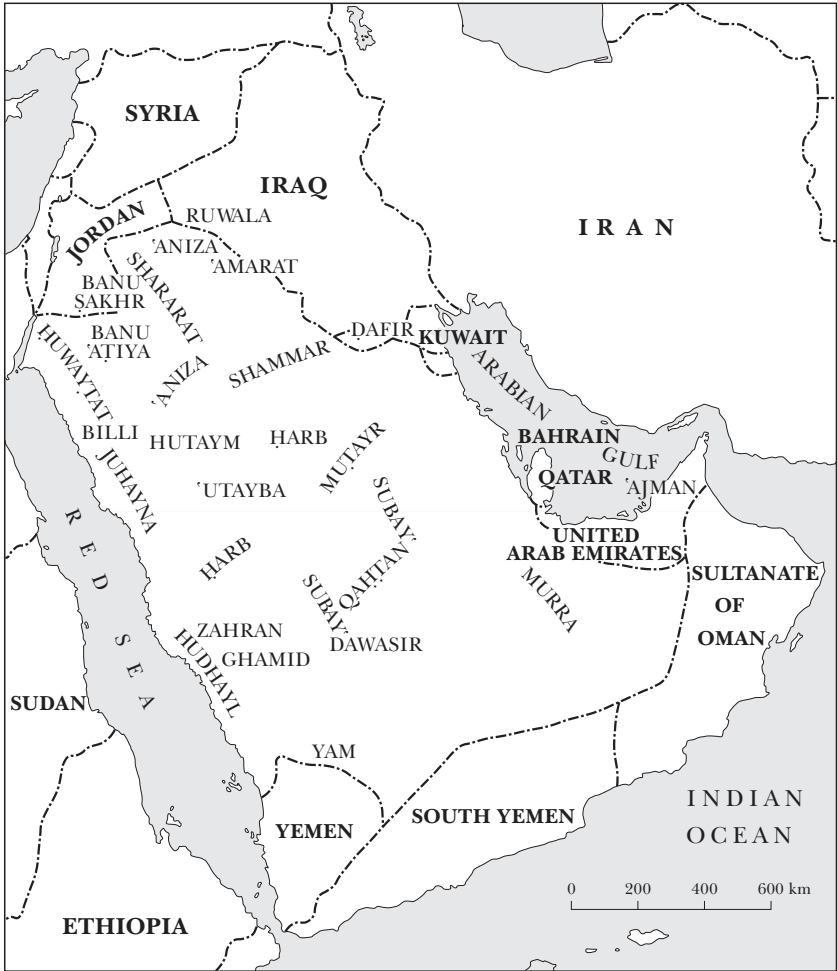 SYRIA
IRAQ
IRAN
JORDAN
RUWALA
ʿANIZA
ʿAMARAT
SHARARAT
BANU
SAKHR
BANU
ʿATIYA
HUWAYTAT
ʿANIZA
SHAMMAR
DAFIR
KUWAIT
ARABIAN
GULF
BAHRAIN
QATAR
ʿAJMAN
BILLI
HUTAYM
ḤARB
MUTAYR
JUHAYNA
ʿUTAYBA
SUBAYʿ
RED SEA
UNITED
ARAB EMIRATES
ḤARB
QAHTAN
SUBAYʿ
MURRA
SULTANATE
OF
OMAN
ZAHRAN
GHAMID
HUDHAYL
DAWASIR
SUDAN
YAM
YEMEN
SOUTH YEMEN
INDIAN
OCEAN
ETHIOPIA
0 200 400 600 km